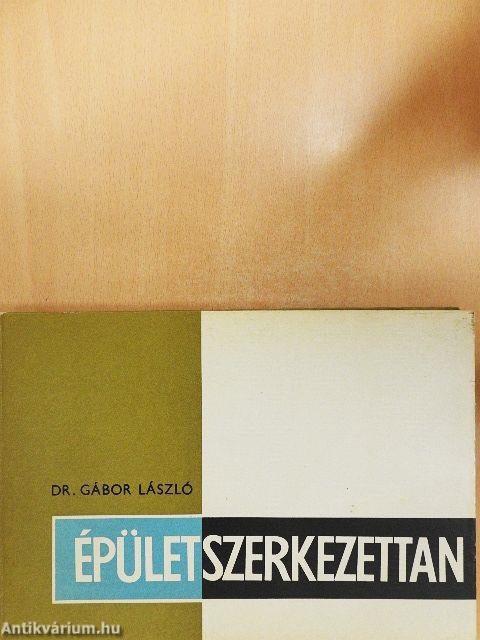 DR. GÁBOR LÁSZLÓ
ÉPÜLETSZERKEZETTAN
Antikvárium.hu